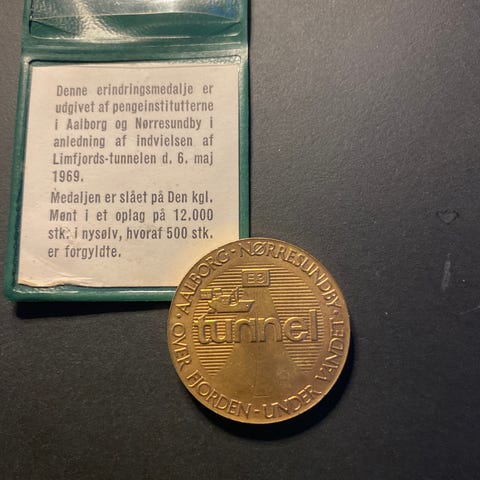 Denne erindringsmedalje er
udgivet af pengeinstitutterne
i Aalborg og Nørresundby i
anledning af indvielsen af
Limfjords-tunnelen d. 6. maj
1969.
Medaljen er slået på Den kgl.
Mønt i et oplag på 12.000
stk. i nysølv, hvoraf 500 stk.
er forgyldte.
AALBORG - NØRRESUNDBY
E3
tunnel
OVER FJORDEN - UNDER VANDET